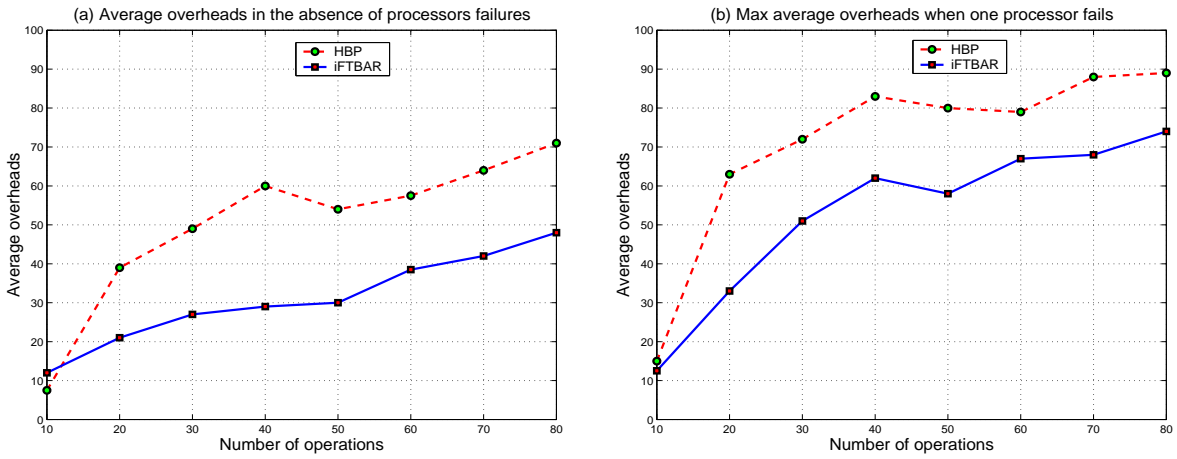 (a) Average overheads in the absence of processors failures
100
90
80
70
60
50
40
30
20
10
0
Average overheads
HBP
iFTBAR
10 20 30 40 50 60 70 80
Number of operations
(b) Max average overheads when one processor fails
100
90
80
70
60
50
40
30
20
10
0
Average overheads
HBP
iFTBAR
10 20 30 40 50 60 70 80
Number of operations